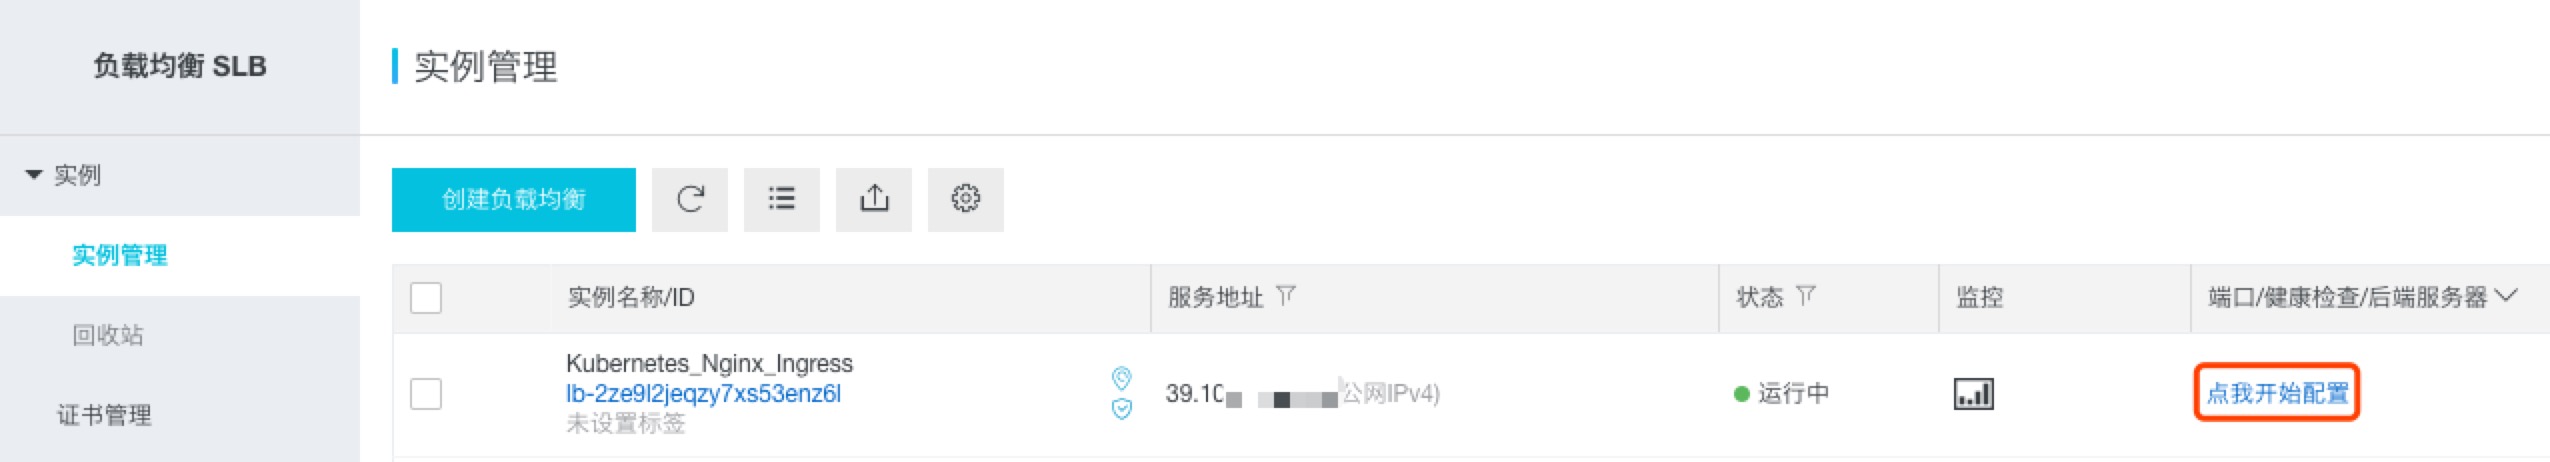 负载均衡 SLB
实例管理
实例
实例管理
回收站
证书管理
创建负载均衡
实例名称/ID
服务地址
状态
监控
端口/健康检查/后端服务器
Kubernetes_Nginx_Ingress
lb-2ze9l2jeqzy7xs53enz6l
未设置标签
39.10
公网IPv4)
运行中
点我开始配置